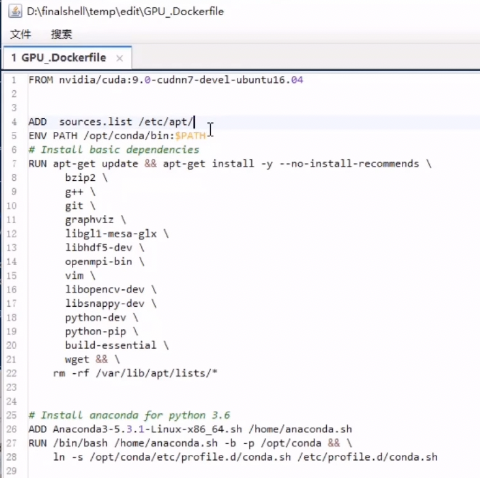 D:\finalshell\temp\edit\GPU_.Dockerfile
文件 搜索
1 GPU_.Dockerfile ×
1 FROM nvidia/cuda:9.0-cudnn7-devel-ubuntu16.04
2
3
4 ADD  sources.list /etc/apt/
5 ENV PATH /opt/conda/bin:$PATH
6 # Install basic dependencies
7 RUN apt-get update && apt-get install -y --no-install-recommends \
8 bzip2 \
9 g++ \
10 git \
11 graphviz \
12 libgl1-mesa-glx \
13 libhdf5-dev \
14 openmpi-bin \
15 vim \
16 libopencv-dev \
17 libsnappy-dev \
18 python-dev \
19 python-pip \
20 build-essential \
21 wget && \
22 rm -rf /var/lib/apt/lists/*
23
24
25 # Install anaconda for python 3.6
26 ADD Anaconda3-5.3.1-Linux-x86_64.sh /home/anaconda.sh
27 RUN /bin/bash /home/anaconda.sh -b -p /opt/conda && \
28 ln -s /opt/conda/etc/profile.d/conda.sh /etc/profile.d/conda.sh
29